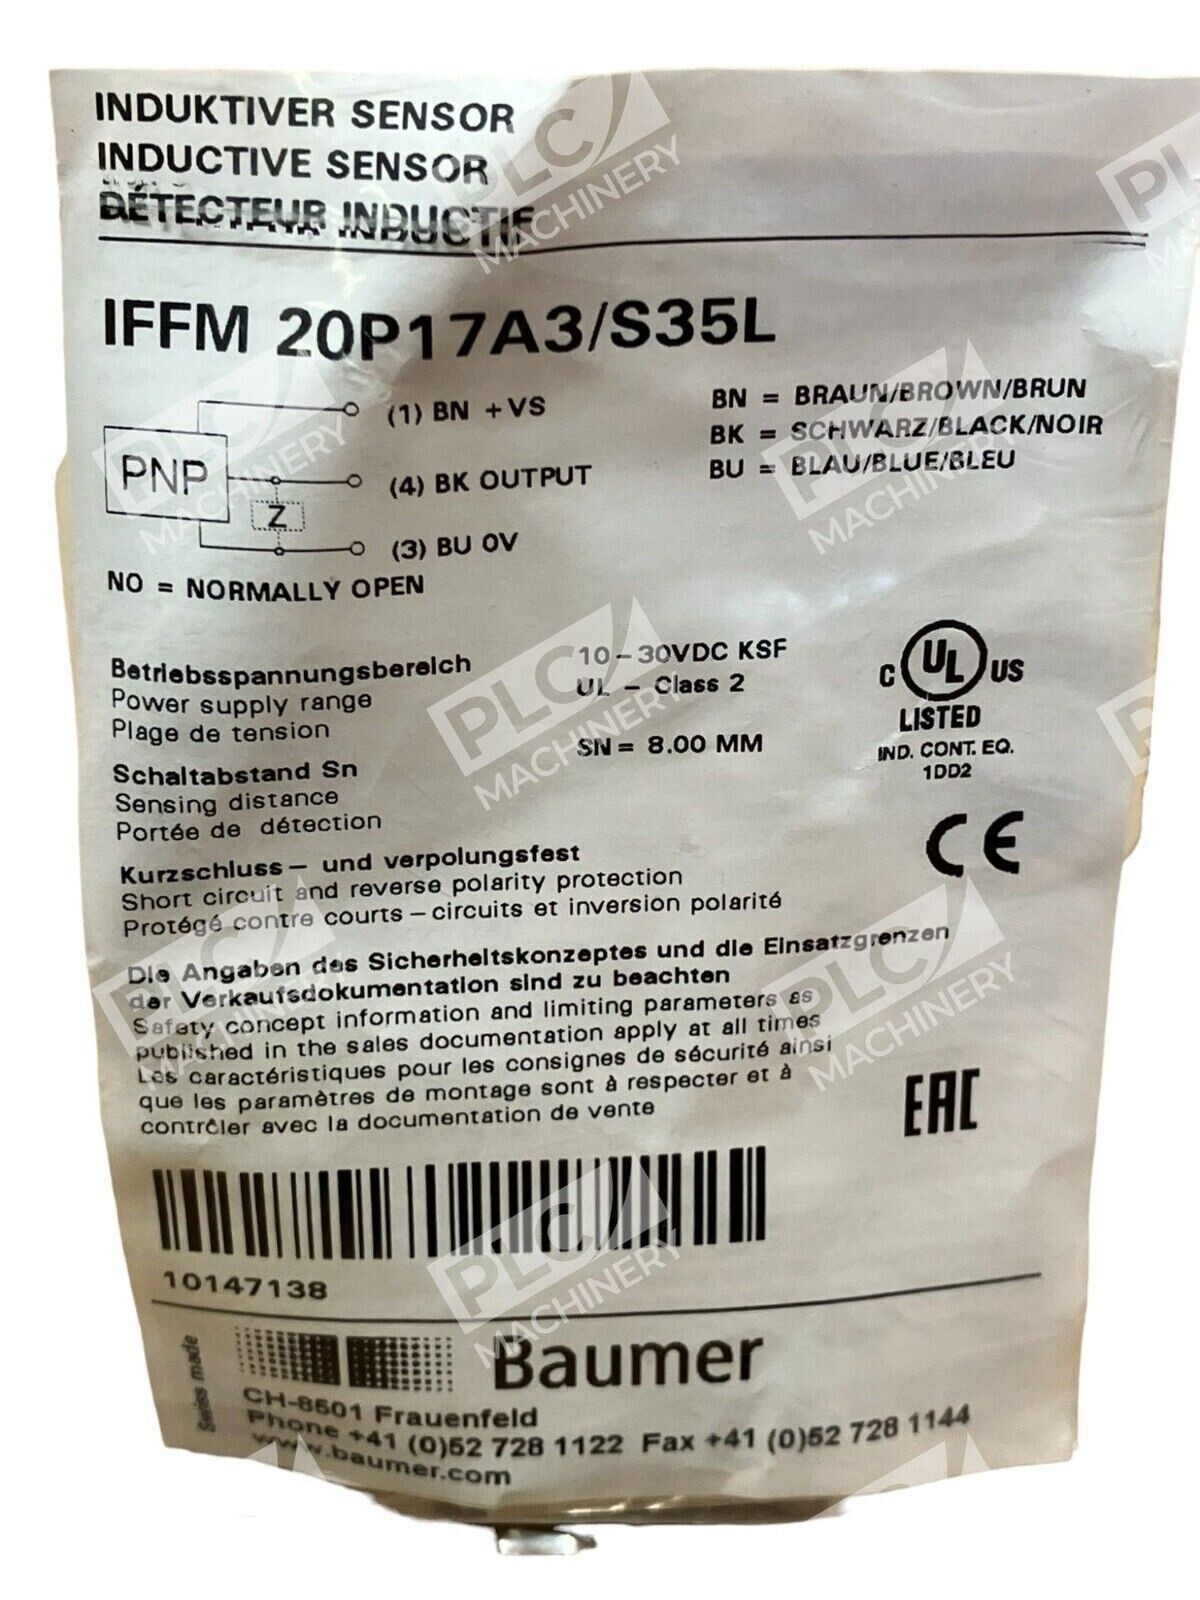 INDUKTIVER SENSOR
INDUCTIVE SENSOR
DÉTECTEUR INDUCTIF
IFFM 20P17A3/S35L
PNP
Z
(1) BN +VS
(4) BK OUTPUT
(3) BU 0V
BN = BRAUN/BROWN/BRUN
BK = SCHWARZ/BLACK/NOIR
BU = BLAU/BLUE/BLEU
NO = NORMALLY OPEN
Betriebsspannungsbereich
Power supply range
Plage de tension
10-30VDC KSF
UL - Class 2
Schaltabstand Sn
Sensing distance
Portée de détection
SN = 8.00 MM
C UL US
LISTED
IND. CONT. EQ.
1DD2
CE
Kurzschluss- und verpolungsfest
Short circuit and reverse polarity protection
Protégé contre courts-circuits et inversion polarité
Die Angaben des Sicherheitskonzeptes und die Einsatzgrenzen
der Verkaufsdokumentation sind zu beachten
Safety concept information and limiting parameters as
published in the sales documentation apply at all times
Les caractéristiques pour les consignes de sécurité ainsi
que les paramètres de montage sont à respecter et à
contrôler avec la documentation de vente
EAC
10147138
Swiss made
Baumer
CH-8501 Frauenfeld
Phone +41 (0)52 728 1122 Fax +41 (0)52 728 1144
www.baumer.com
PLC MACHINERY